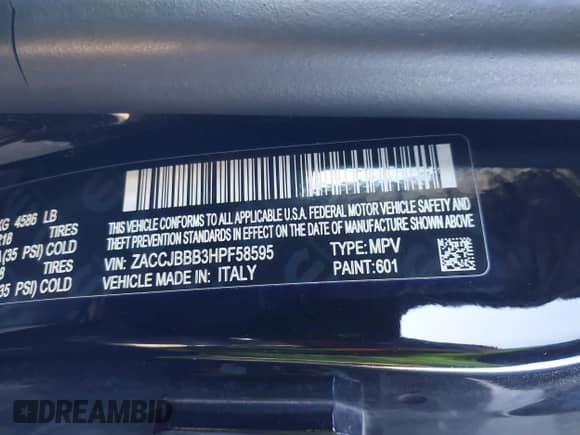 KG 4586 LB
R18 TIRES
(35 PSI) COLD
TIRES
(35 PSI) COLD
THIS VEHICLE CONFORMS TO ALL APPLICABLE U.S.A. FEDERAL MOTOR VEHICLE SAFETY
AND THEFT PREVENTION STANDARDS IN EFFECT ON THE DATE OF MANUFACTURE SHOWN ABOVE.
VIN: ZACCJBBB3HPF58595 TYPE: MPV
VEHICLE MADE IN: ITALY PAINT: 601
DREAMBID